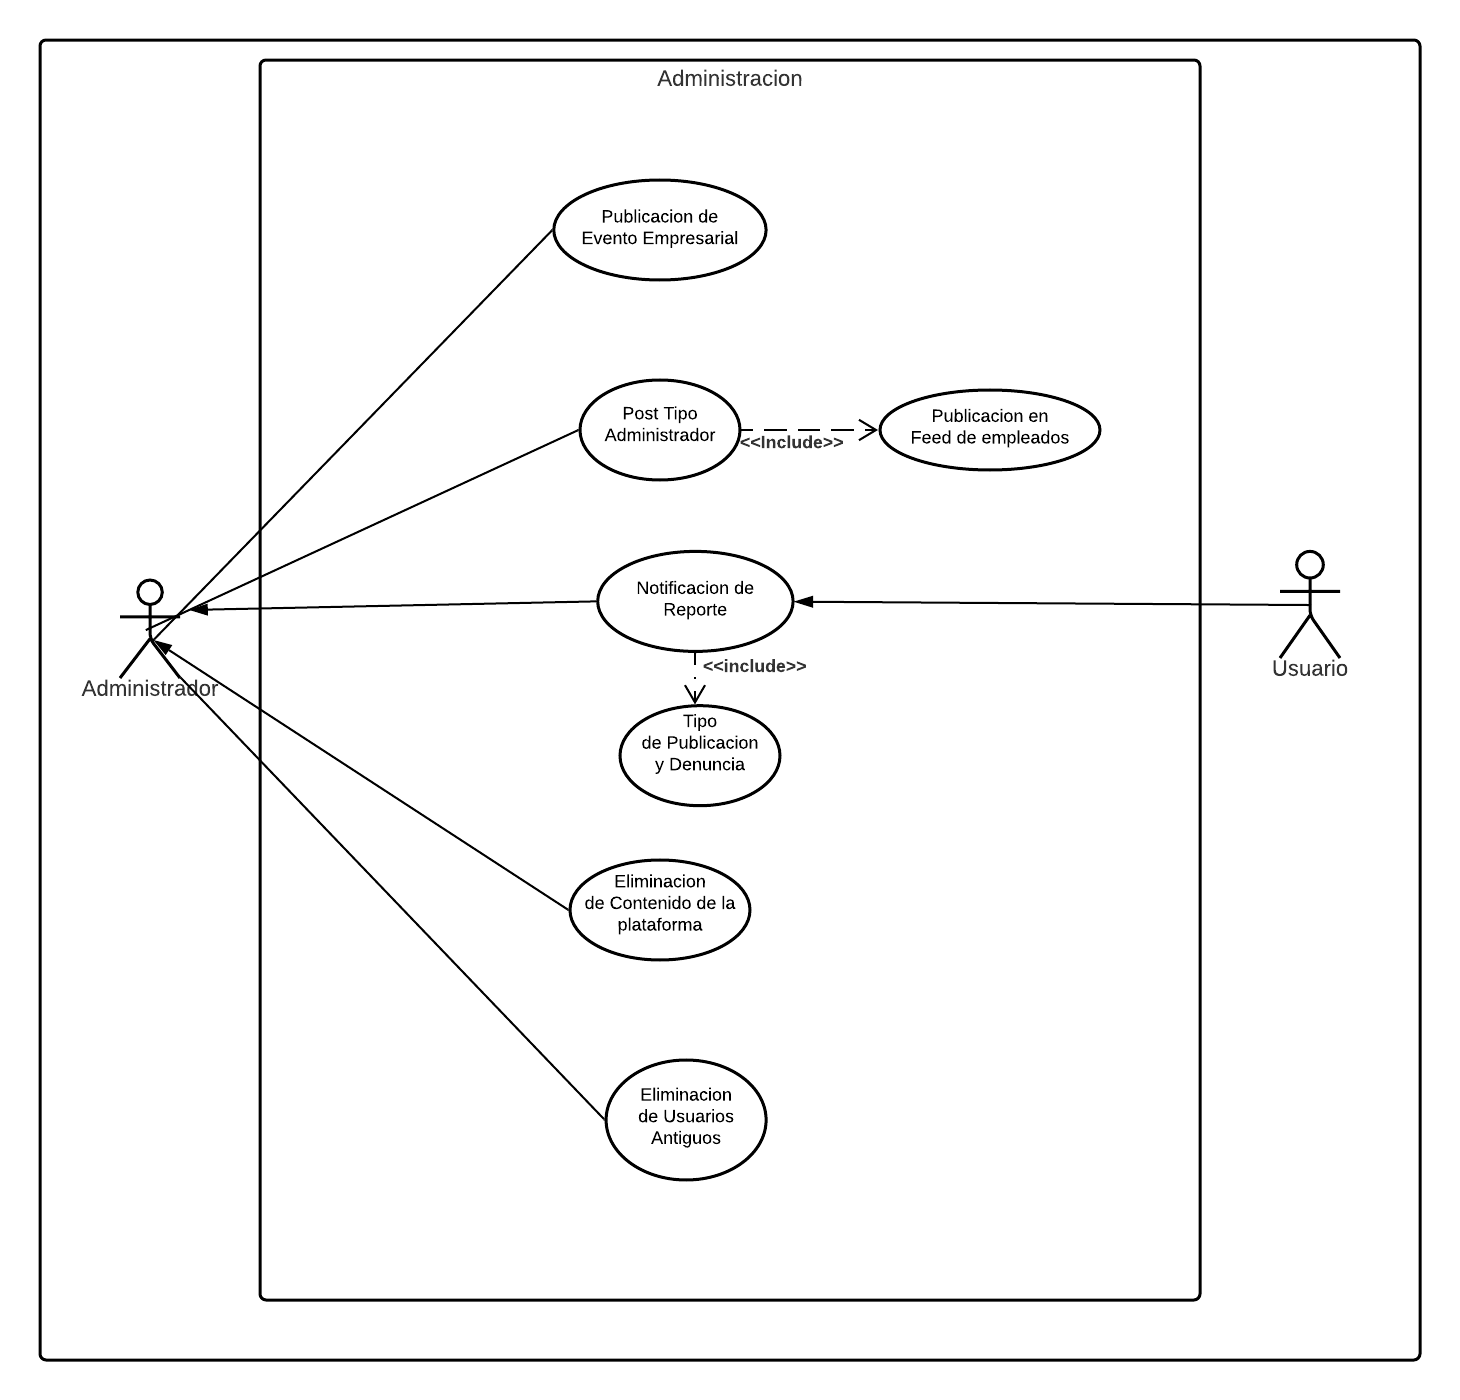 Administracion
Publicacion de
Evento Empresarial
Post Tipo
Administrador
<<Include>>
Publicacion en
Feed de empleados
Notificacion de
Reporte
<<include>>
Administrador
Usuario
Tipo
de Publicacion
y Denuncia
Eliminacion
de Contenido de la
plataforma
Eliminacion
de Usuarios
Antiguos